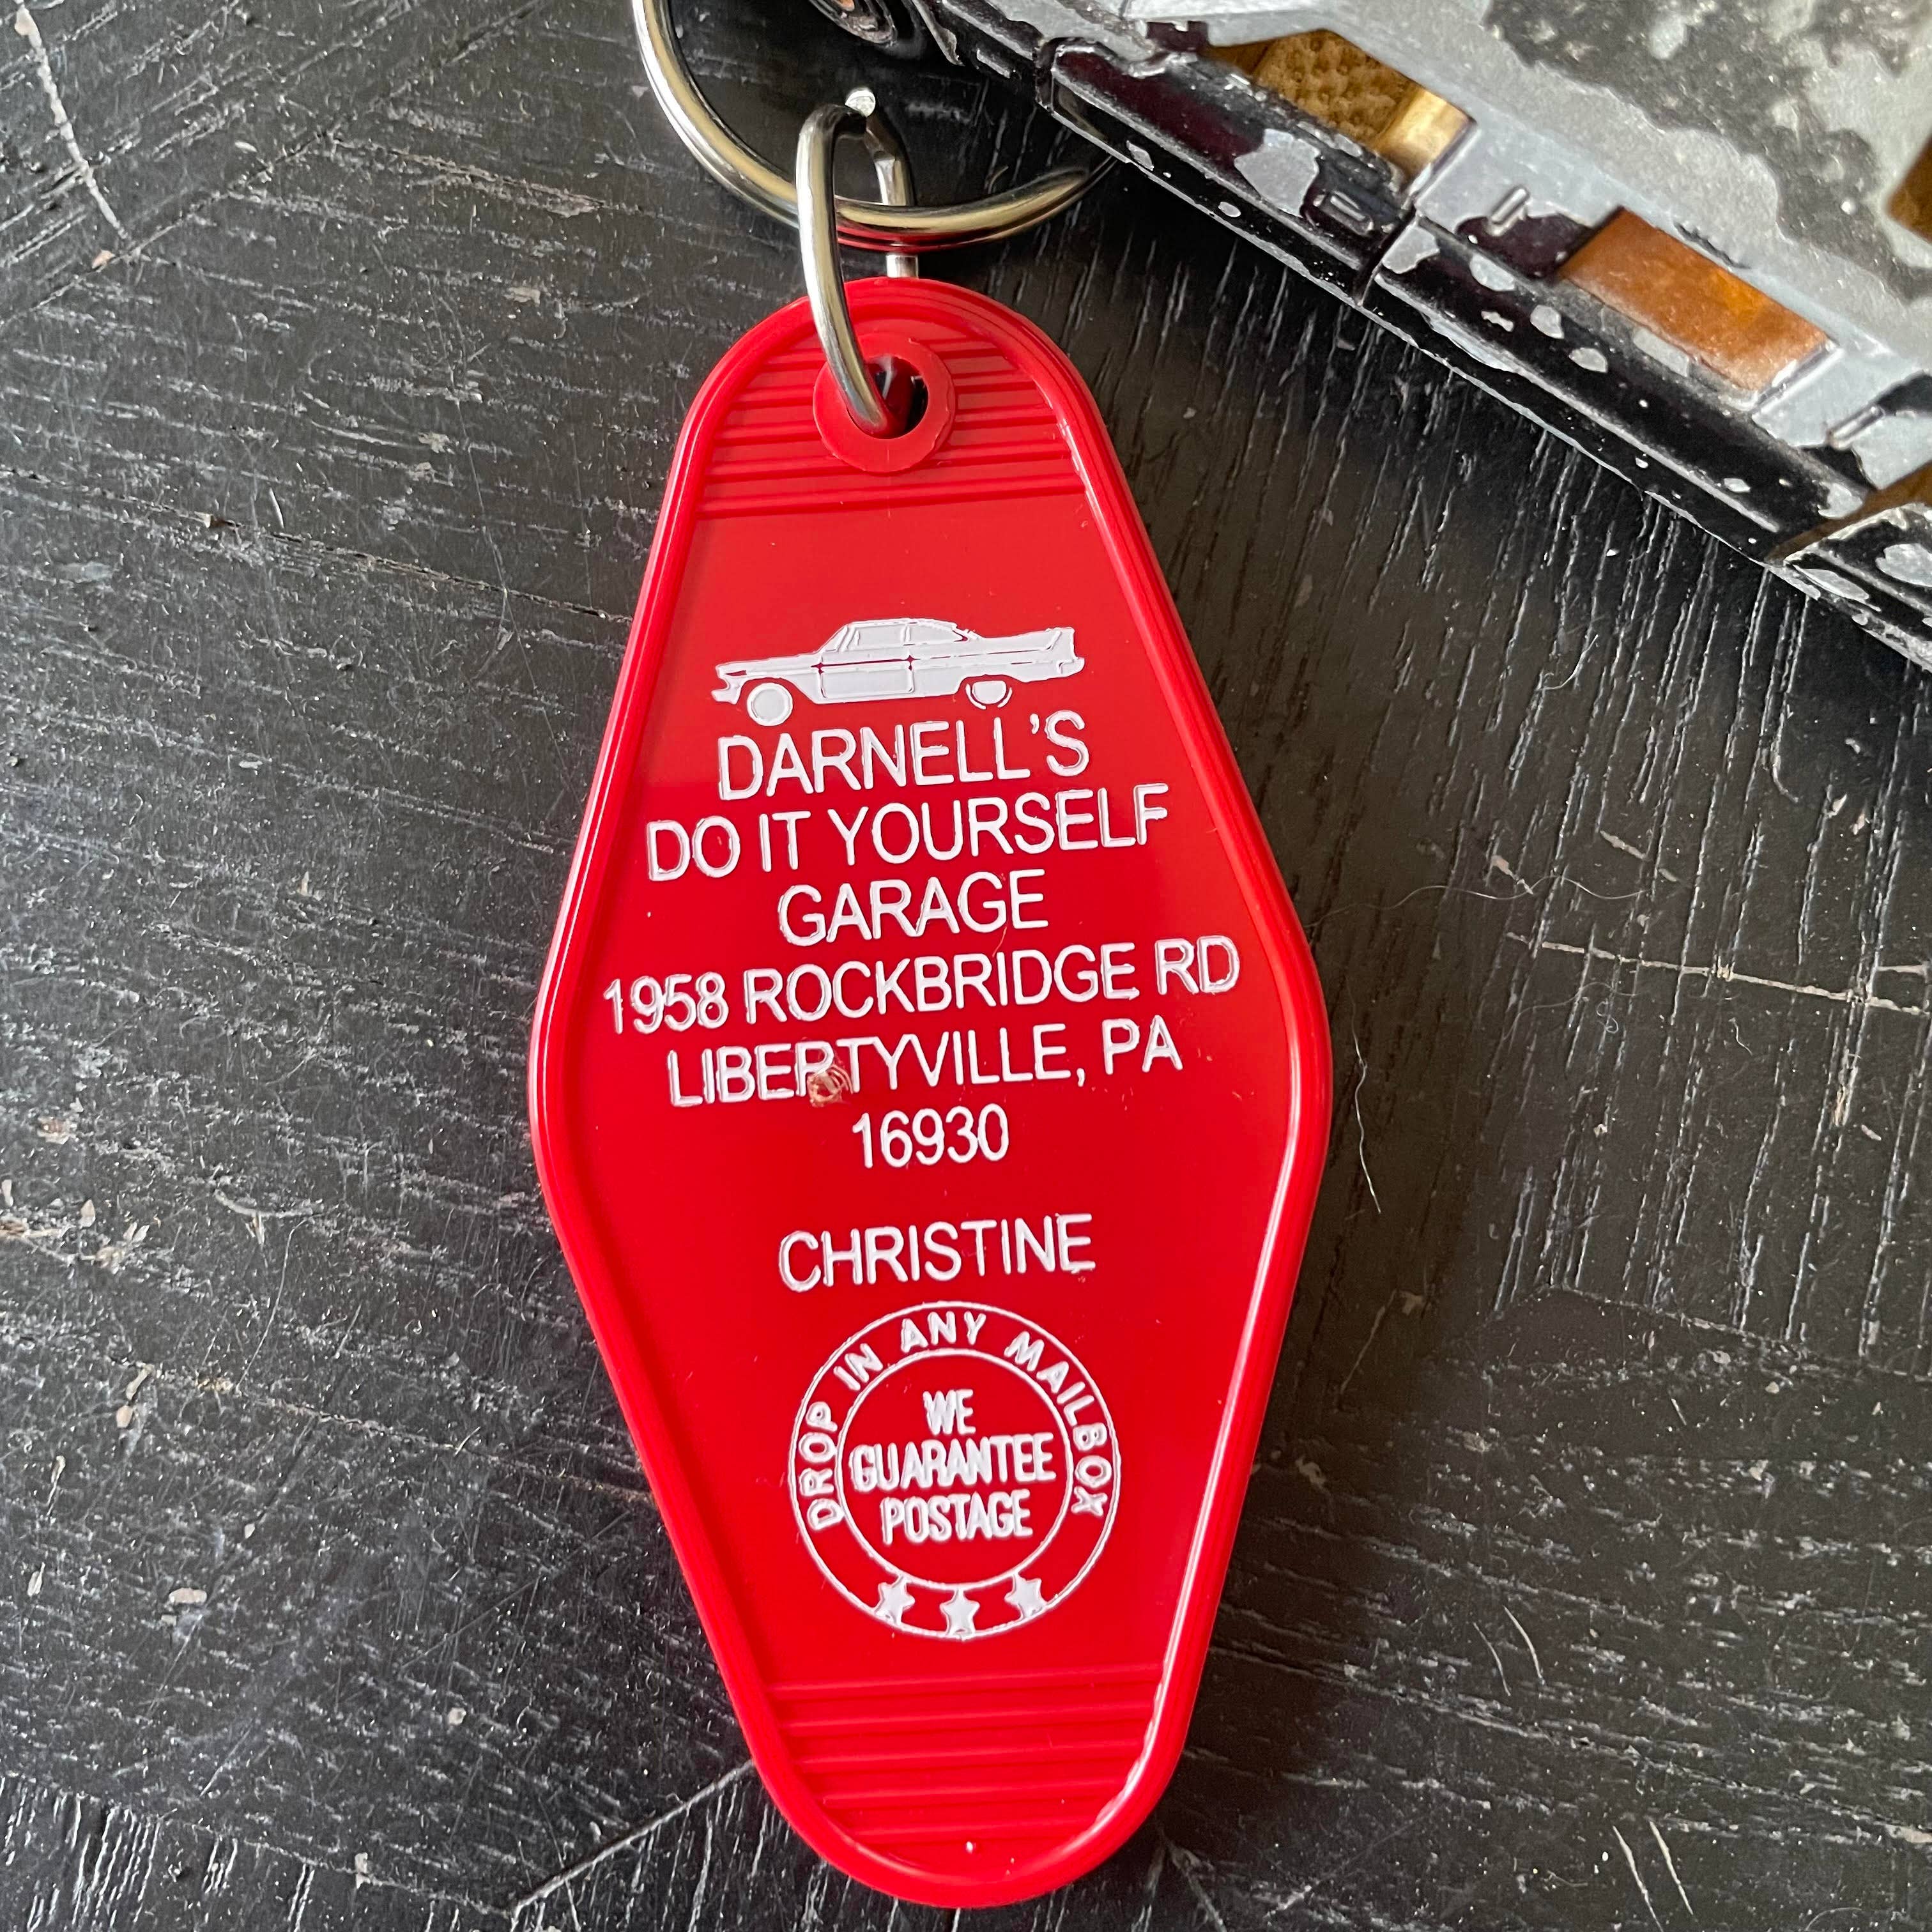 DARNELL'S
DO IT YOURSELF
GARAGE
1958 ROCKBRIDGE RD
LIBERTYVILLE, PA
16930
CHRISTINE
DROP IN ANY MAILBOX
WE
GUARANTEE
POSTAGE